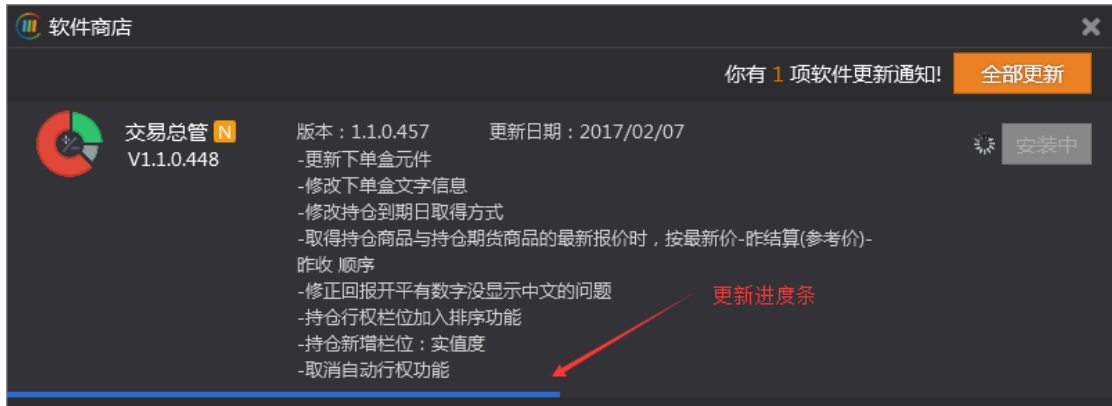 软件商店
你有 1 项软件更新通知! 全部更新
交易总管 N
V1.1.0.448
版本：1.1.0.457 更新日期：2017/02/07
-更新下单盒元件
-修改下单盒文字信息
-修改持仓到期日取得方式
-取得持仓商品与持仓期货商品的最新报价时，按最新价-昨结算(参考价)-
昨收 顺序
-修正回报开平有数字没显示中文的问题
-持仓行权栏位加入排序功能
-持仓新增栏位：实值度
-取消自动行权功能
安装中
更新进度条